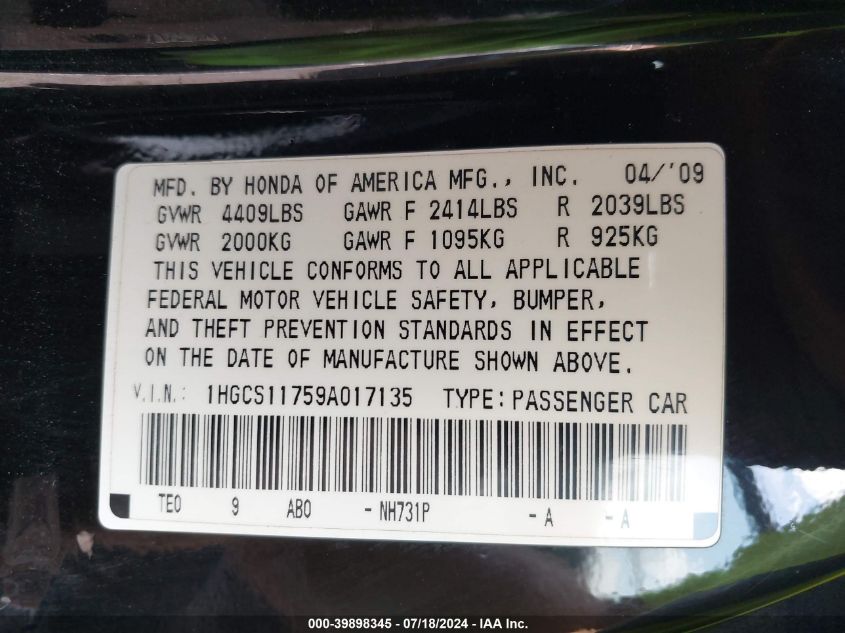 MFD. BY HONDA OF AMERICA MFG., INC. 04/'09
GVWR 4409LBS GAWR F 2414LBS R 2039LBS
GVWR 2000KG GAWR F 1095KG R 925KG
THIS VEHICLE CONFORMS TO ALL APPLICABLE
FEDERAL MOTOR VEHICLE SAFETY, BUMPER,
AND THEFT PREVENTION STANDARDS IN EFFECT
ON THE DATE OF MANUFACTURE SHOWN ABOVE.
V.I.N.: 1HGCS11759A017135 TYPE: PASSENGER CAR
TE0 9 AB0 - NH731P - A - A
000-39898345 / 07/18/2024 - IAA Inc.